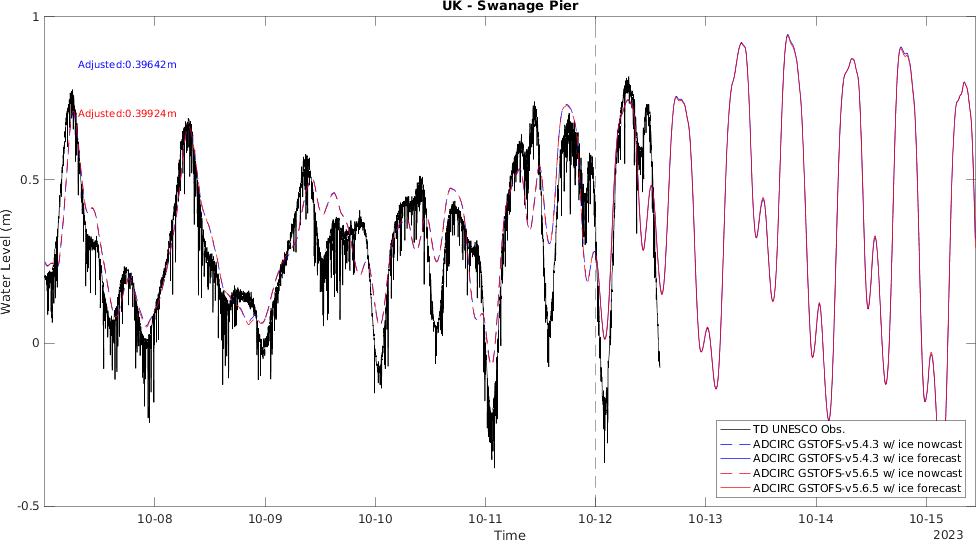 UK - Swanage Pier
1
Adjusted:0.39642m
Adjusted:0.39924m
0.5
Water Level (m)
0
-0.5
TD UNESCO Obs.
ADCIRC GSTOFS-v5.4.3 w/ ice nowcast
ADCIRC GSTOFS-v5.4.3 w/ ice forecast
ADCIRC GSTOFS-v5.6.5 w/ ice nowcast
ADCIRC GSTOFS-v5.6.5 w/ ice forecast
10-08 10-09 10-10 10-11 10-12 10-13 10-14 10-15
Time
2023